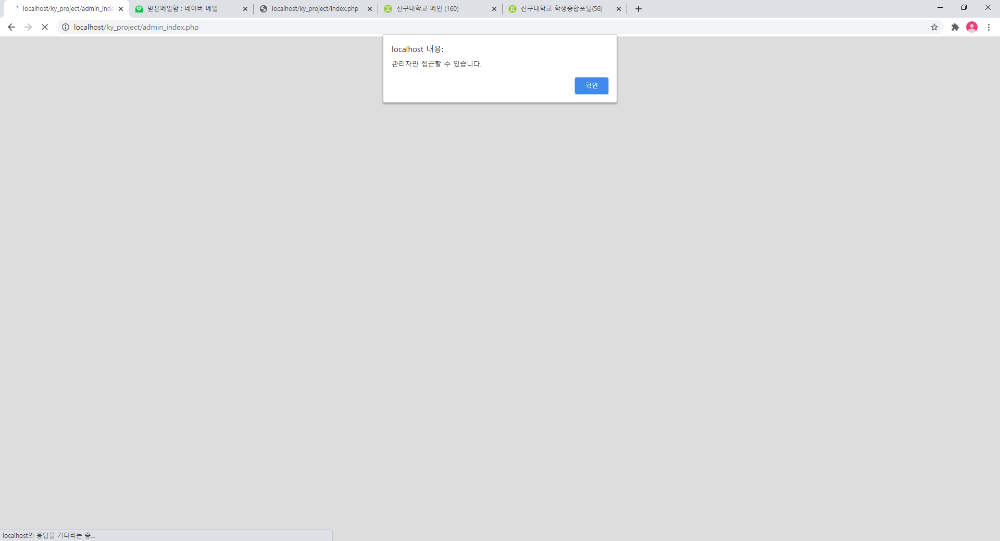 localhost/ky_project/admin_inde
받은메일함 : 네이버 메일
localhost/ky_project/index.php
신구대학교 메인 (160)
신구대학교 학생종합포털(56)
localhost/ky_project/admin_index.php
localhost 내용:
관리자만 접근할 수 있습니다.
확인
localhost의 응답을 기다리는 중...